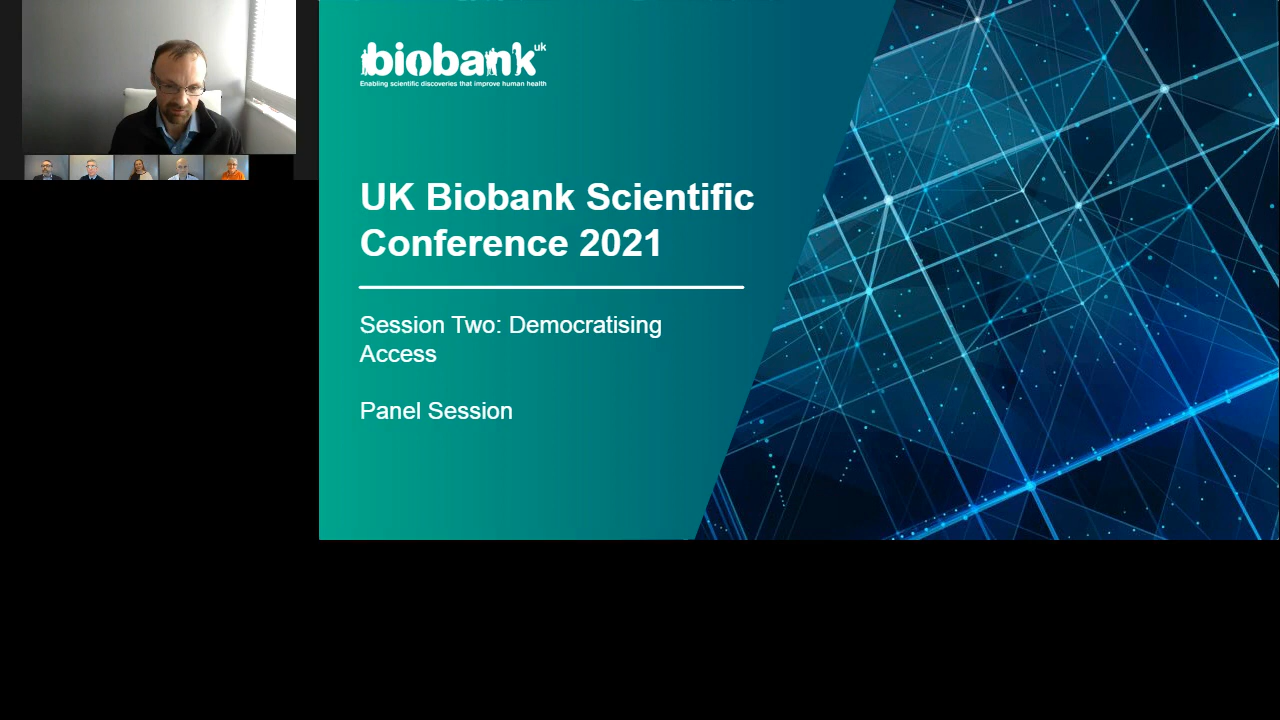 biobank uk
Enabling scientific discoveries that improve human health
UK Biobank Scientific
Conference 2021
Session Two: Democratising
Access
Panel Session